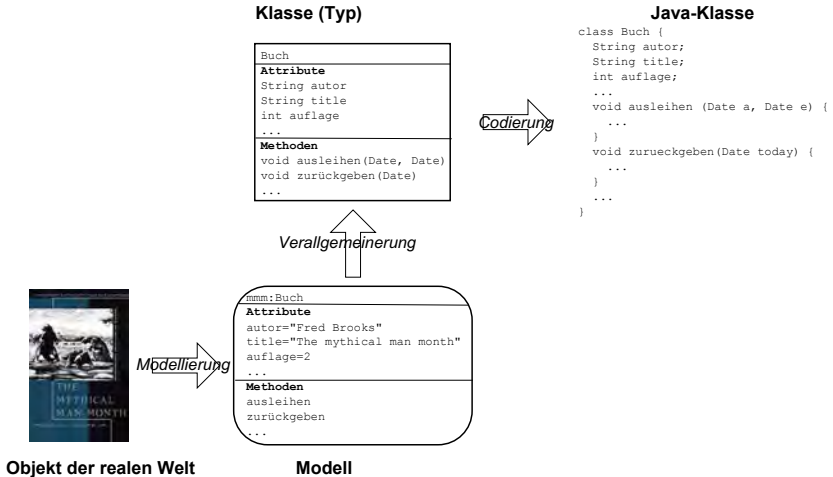 Klasse (Typ)
Buch
Attribute
String autor
String title
int auflage
...
Methoden
void ausleihen(Date, Date)
void zurückgeben(Date)
...
Codierung
Java-Klasse
class Buch {
String autor;
String title;
int auflage;
...
void ausleihen (Date a, Date e) {
...
}
void zurueckgeben(Date today) {
...
}
...
}
Verallgemeinerung
THE
MYTHICAL
MAN-MONTH
Modellierung
mmm:Buch
Attribute
autor="Fred Brooks"
title="The mythical man month"
auflage=2
...
Methoden
ausleihen
zurückgeben
...
Objekt der realen Welt
Modell